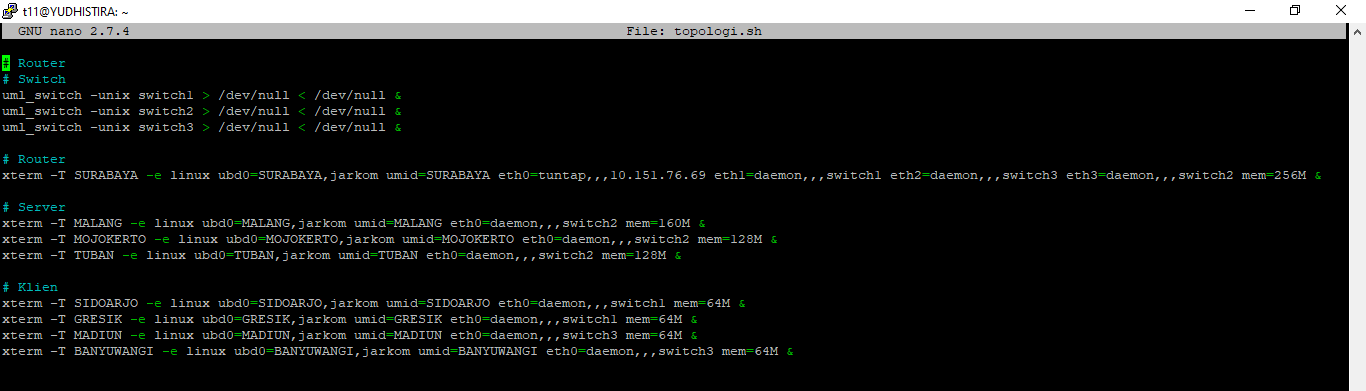 t11@YUDHISTIRA: ~
GNU nano 2.7.4 File: topologi.sh
# Router
# Switch
uml_switch -unix switch1 > /dev/null < /dev/null &
uml_switch -unix switch2 > /dev/null < /dev/null &
uml_switch -unix switch3 > /dev/null < /dev/null &
# Router
xterm -T SURABAYA -e linux ubd0=SURABAYA,jarkom umid=SURABAYA eth0=tuntap,,,10.151.76.69 eth1=daemon,,,switch1 eth2=daemon,,,switch3 eth3=daemon,,,switch2 mem=256M &
# Server
xterm -T MALANG -e linux ubd0=MALANG,jarkom umid=MALANG eth0=daemon,,,switch2 mem=160M &
xterm -T MOJOKERTO -e linux ubd0=MOJOKERTO,jarkom umid=MOJOKERTO eth0=daemon,,,switch2 mem=128M &
xterm -T TUBAN -e linux ubd0=TUBAN,jarkom umid=TUBAN eth0=daemon,,,switch2 mem=128M &
# Klien
xterm -T SIDOARJO -e linux ubd0=SIDOARJO,jarkom umid=SIDOARJO eth0=daemon,,,switch1 mem=64M &
xterm -T GRESIK -e linux ubd0=GRESIK,jarkom umid=GRESIK eth0=daemon,,,switch1 mem=64M &
xterm -T MADIUN -e linux ubd0=MADIUN,jarkom umid=MADIUN eth0=daemon,,,switch3 mem=64M &
xterm -T BANYUWANGI -e linux ubd0=BANYUWANGI,jarkom umid=BANYUWANGI eth0=daemon,,,switch3 mem=64M &